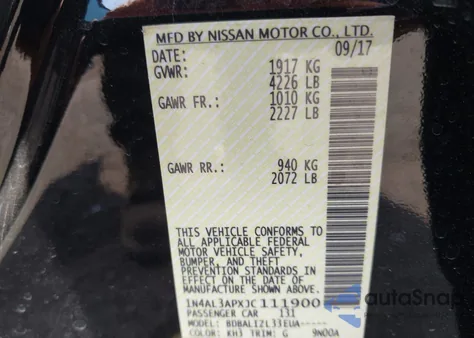 MFD BY NISSAN MOTOR CO., LTD.
DATE: 09/17
GVWR: 1917 KG
4226 LB
GAWR FR.: 1010 KG
2227 LB
GAWR RR.: 940 KG
2072 LB
THIS VEHICLE CONFORMS TO
ALL APPLICABLE FEDERAL
MOTOR VEHICLE SAFETY,
BUMPER, AND THEFT
PREVENTION STANDARDS IN
EFFECT ON THE DATE OF
MANUFACTURE SHOWN ABOVE.
1N4AL3APXJC111900
PASSENGER CAR 131
MODEL: BDBALIZL33EUA-----
COLOR: KH3 TRIM: G 9N00A
autoSnap